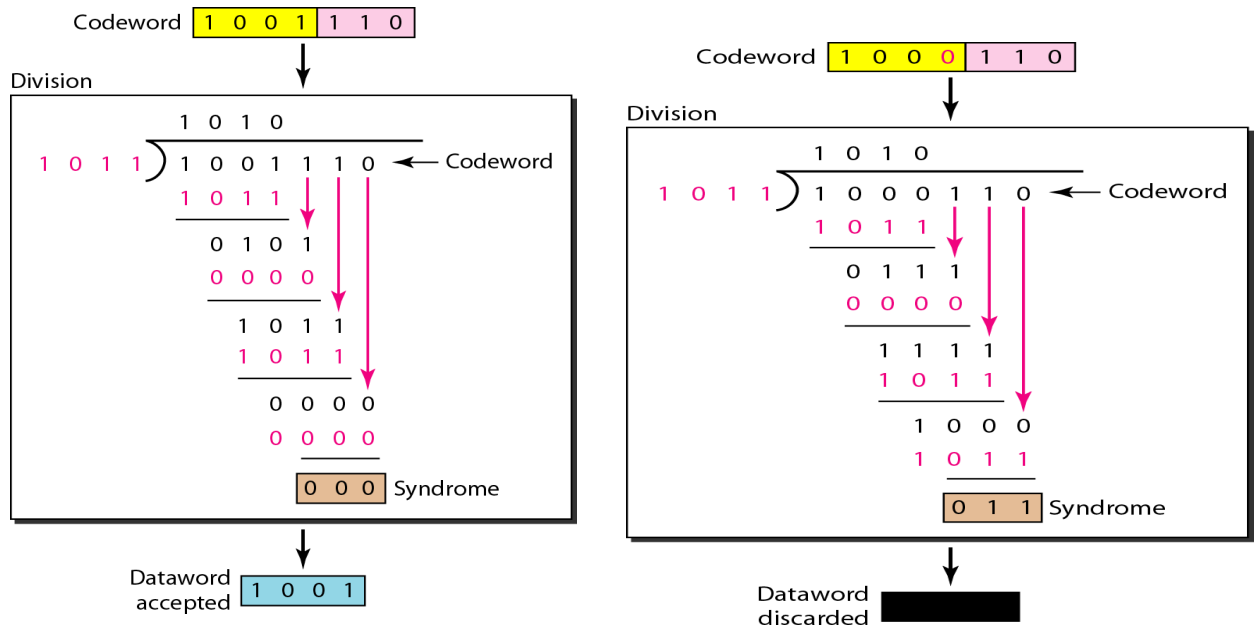 Codeword 1 0 0 1 1 1 0
Division
1 0 1 0
1 0 1 1 1 0 0 1 1 1 0 Codeword
1 0 1 1
0 1 0 1
0 0 0 0
1 0 1 1
1 0 1 1
0 0 0 0
0 0 0 0
0 0 0 Syndrome
Dataword
accepted
1 0 0 1
Codeword 1 0 0 0 1 1 0
Division
1 0 1 0
1 0 1 1 1 0 0 0 1 1 0 Codeword
1 0 1 1
0 1 1 1
0 0 0 0
1 1 1 1
1 0 1 1
1 0 0 0
1 0 1 1
0 1 1 Syndrome
Dataword
discarded